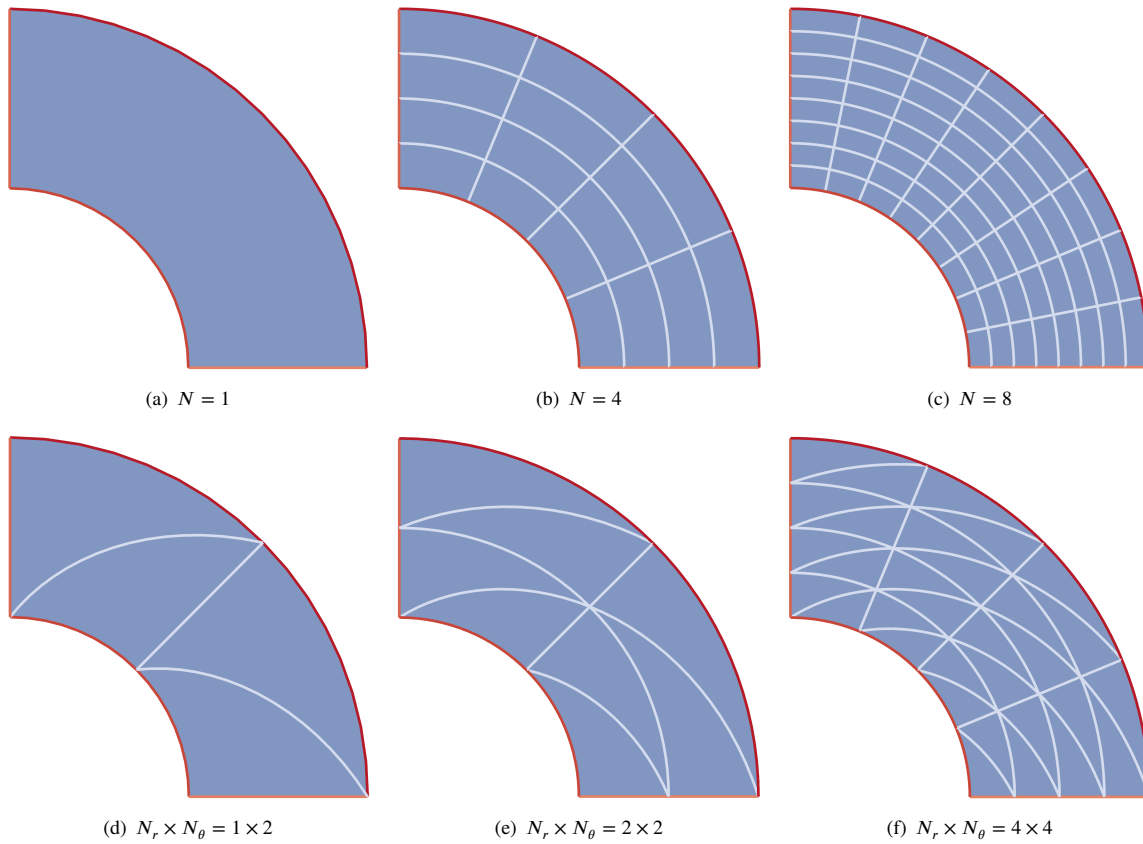 (a) N = 1
(b) N = 4
(c) N = 8
(d) N_r × N_θ = 1 × 2
(e) N_r × N_θ = 2 × 2
(f) N_r × N_θ = 4 × 4